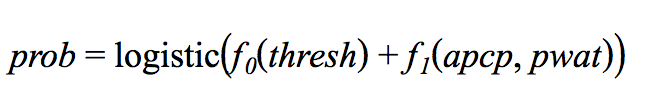 prob = logistic(f₀(thresh) + f₁(apcp, pwat))